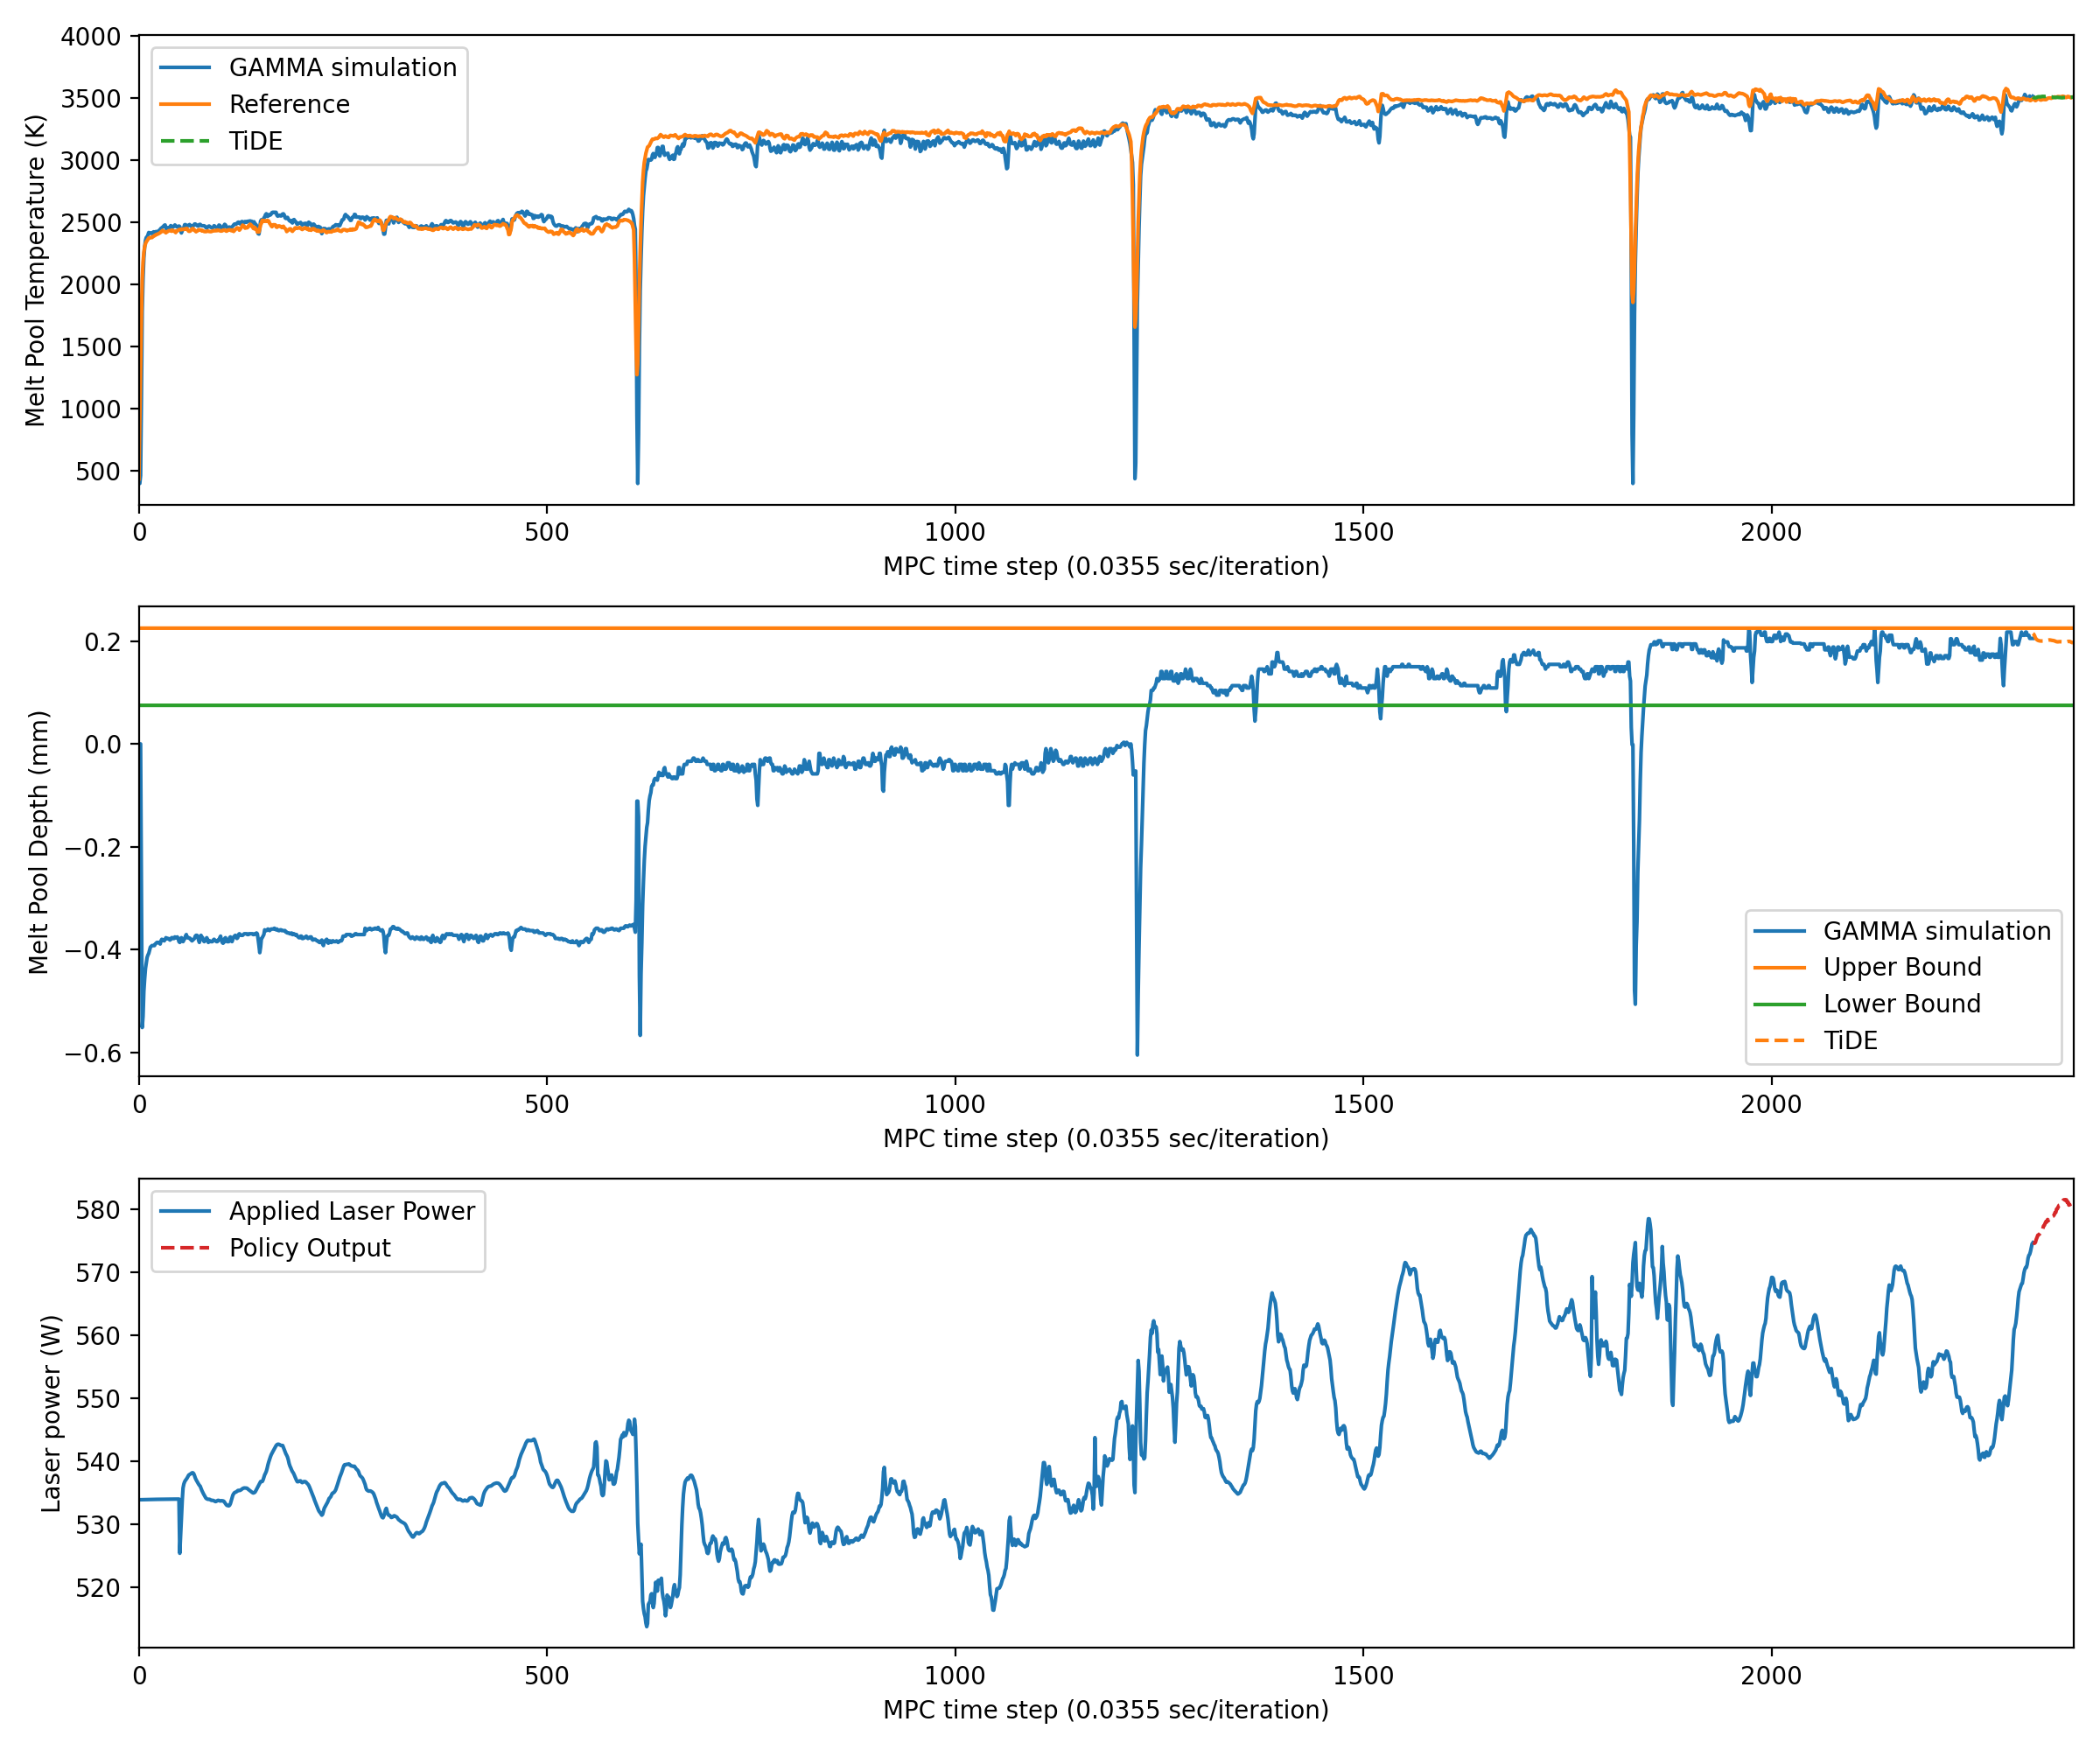 4000
3500
3000
2500
2000
1500
1000
500
Melt Pool Temperature (K)
GAMMA simulation
Reference
TiDE
0 500 1000 1500 2000
MPC time step (0.0355 sec/iteration)
0.2
0.0
−0.2
−0.4
−0.6
Melt Pool Depth (mm)
GAMMA simulation
Upper Bound
Lower Bound
TiDE
0 500 1000 1500 2000
MPC time step (0.0355 sec/iteration)
580
570
560
550
540
530
520
Laser power (W)
Applied Laser Power
Policy Output
0 500 1000 1500 2000
MPC time step (0.0355 sec/iteration)